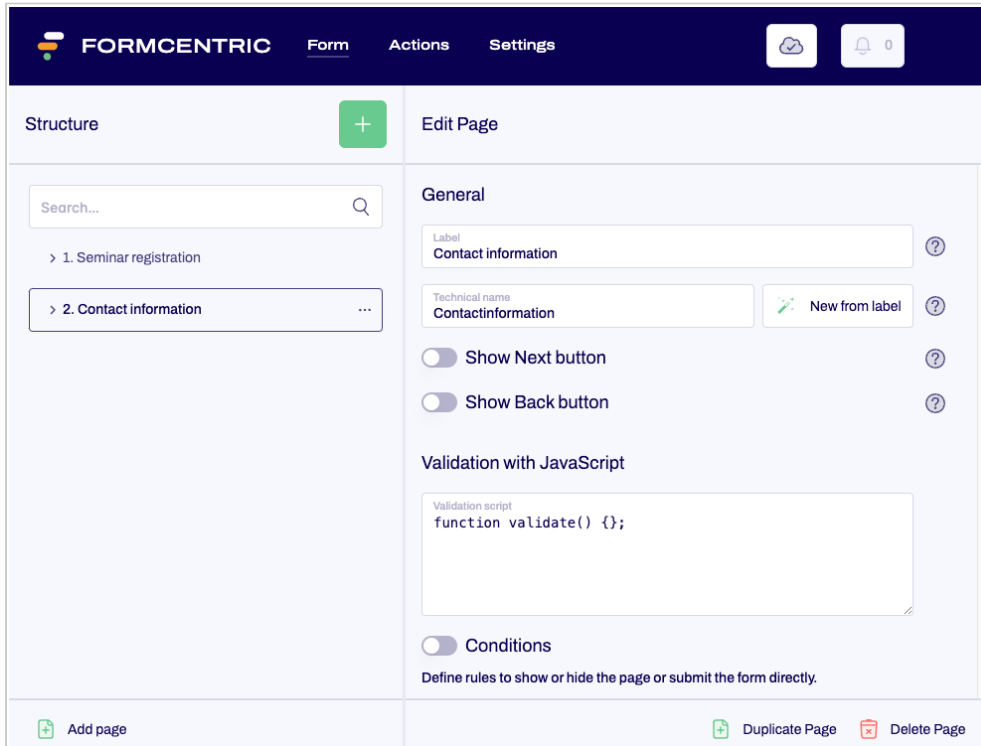 FORMCENTRIC Form Actions Settings 0
Structure
Edit Page
Search...
1. Seminar registration
2. Contact information
...
General
Label
Contact information
Technical name
Contactinformation
New from label
?
?
Show Next button
?
Show Back button
?
Validation with JavaScript
Validation script
function validate() {};
Conditions
Define rules to show or hide the page or submit the form directly.
Add page
Duplicate Page
Delete Page